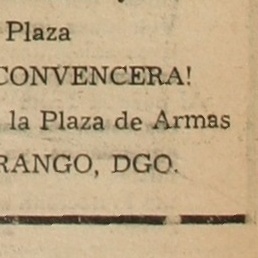 Plaza
CONVENCERA!
la Plaza de Armas
RANGO, DGO.